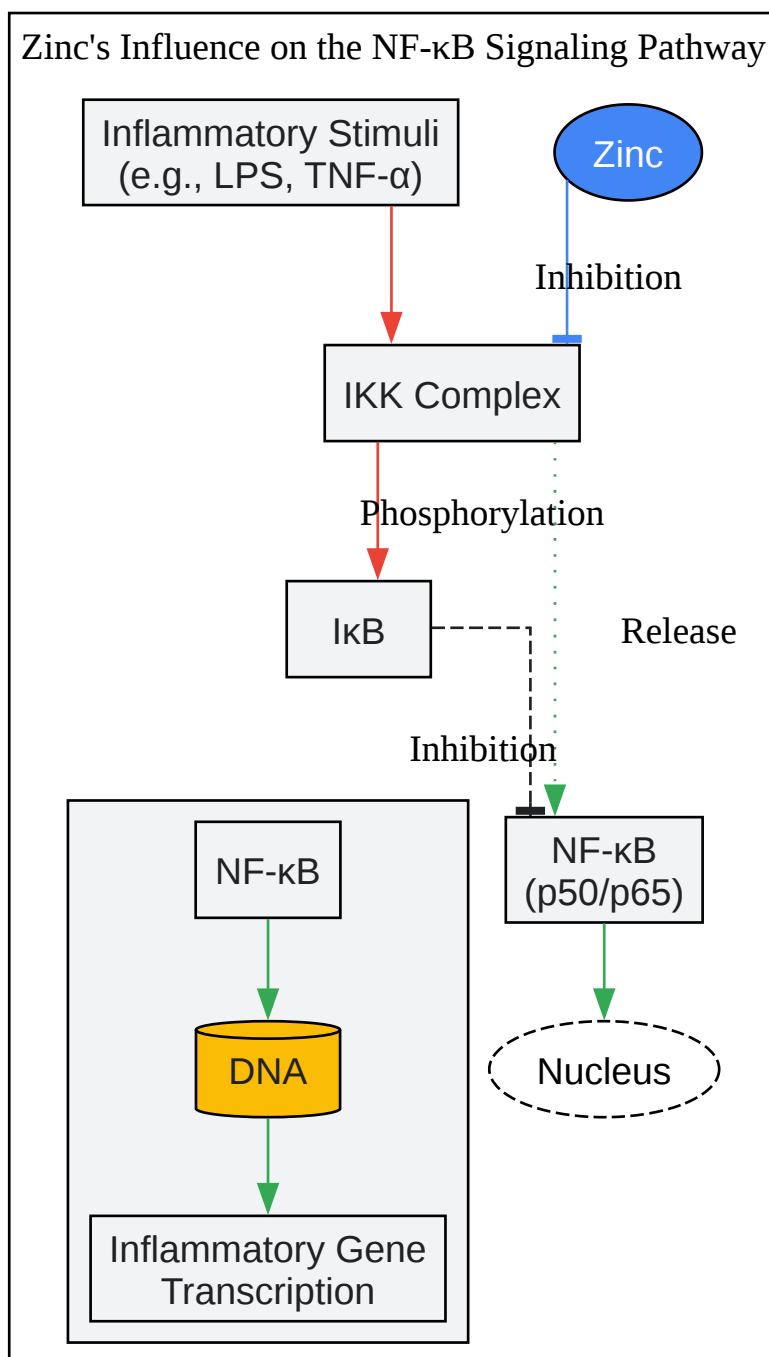 Zinc's Influence on the NF-κB Signaling Pathway
Inflammatory Stimuli
(e.g., LPS, TNF-α)
Zinc
Inhibition
IKK Complex
Phosphorylation
IκB
Release
Inhibition
NF-κB
(p50/p65)
Nucleus
NF-κB
DNA
Inflammatory Gene
Transcription